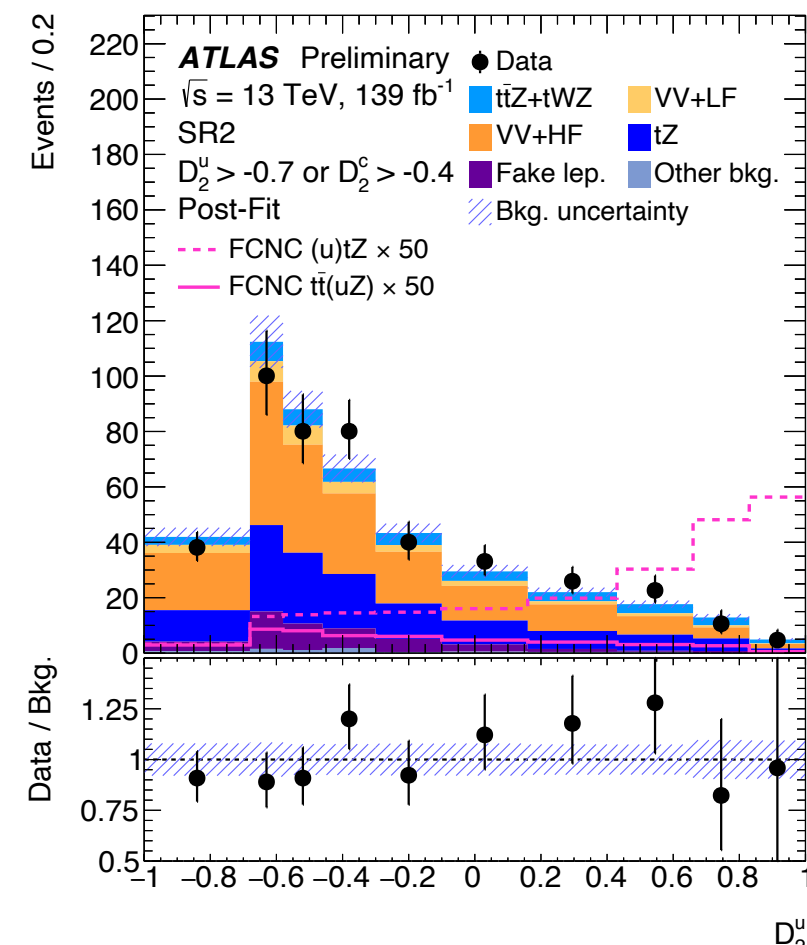 Events / 0.2
220
200
180
160
140
120
100
80
60
40
20
0
ATLAS Preliminary
√s = 13 TeV, 139 fb⁻¹
SR2
D₂ᵘ > -0.7 or D₂ᶜ > -0.4
Post-Fit
FCNC (u)tZ × 50
FCNC tt̄(uZ) × 50
Data
tt̄Z+tWZ VV+LF
VV+HF tZ
Fake lep. Other bkg.
Bkg. uncertainty
Data / Bkg.
1.25
1
0.75
0.5
−1 −0.8 −0.6 −0.4 −0.2 0 0.2 0.4 0.6 0.8 1
D₂ᵘ